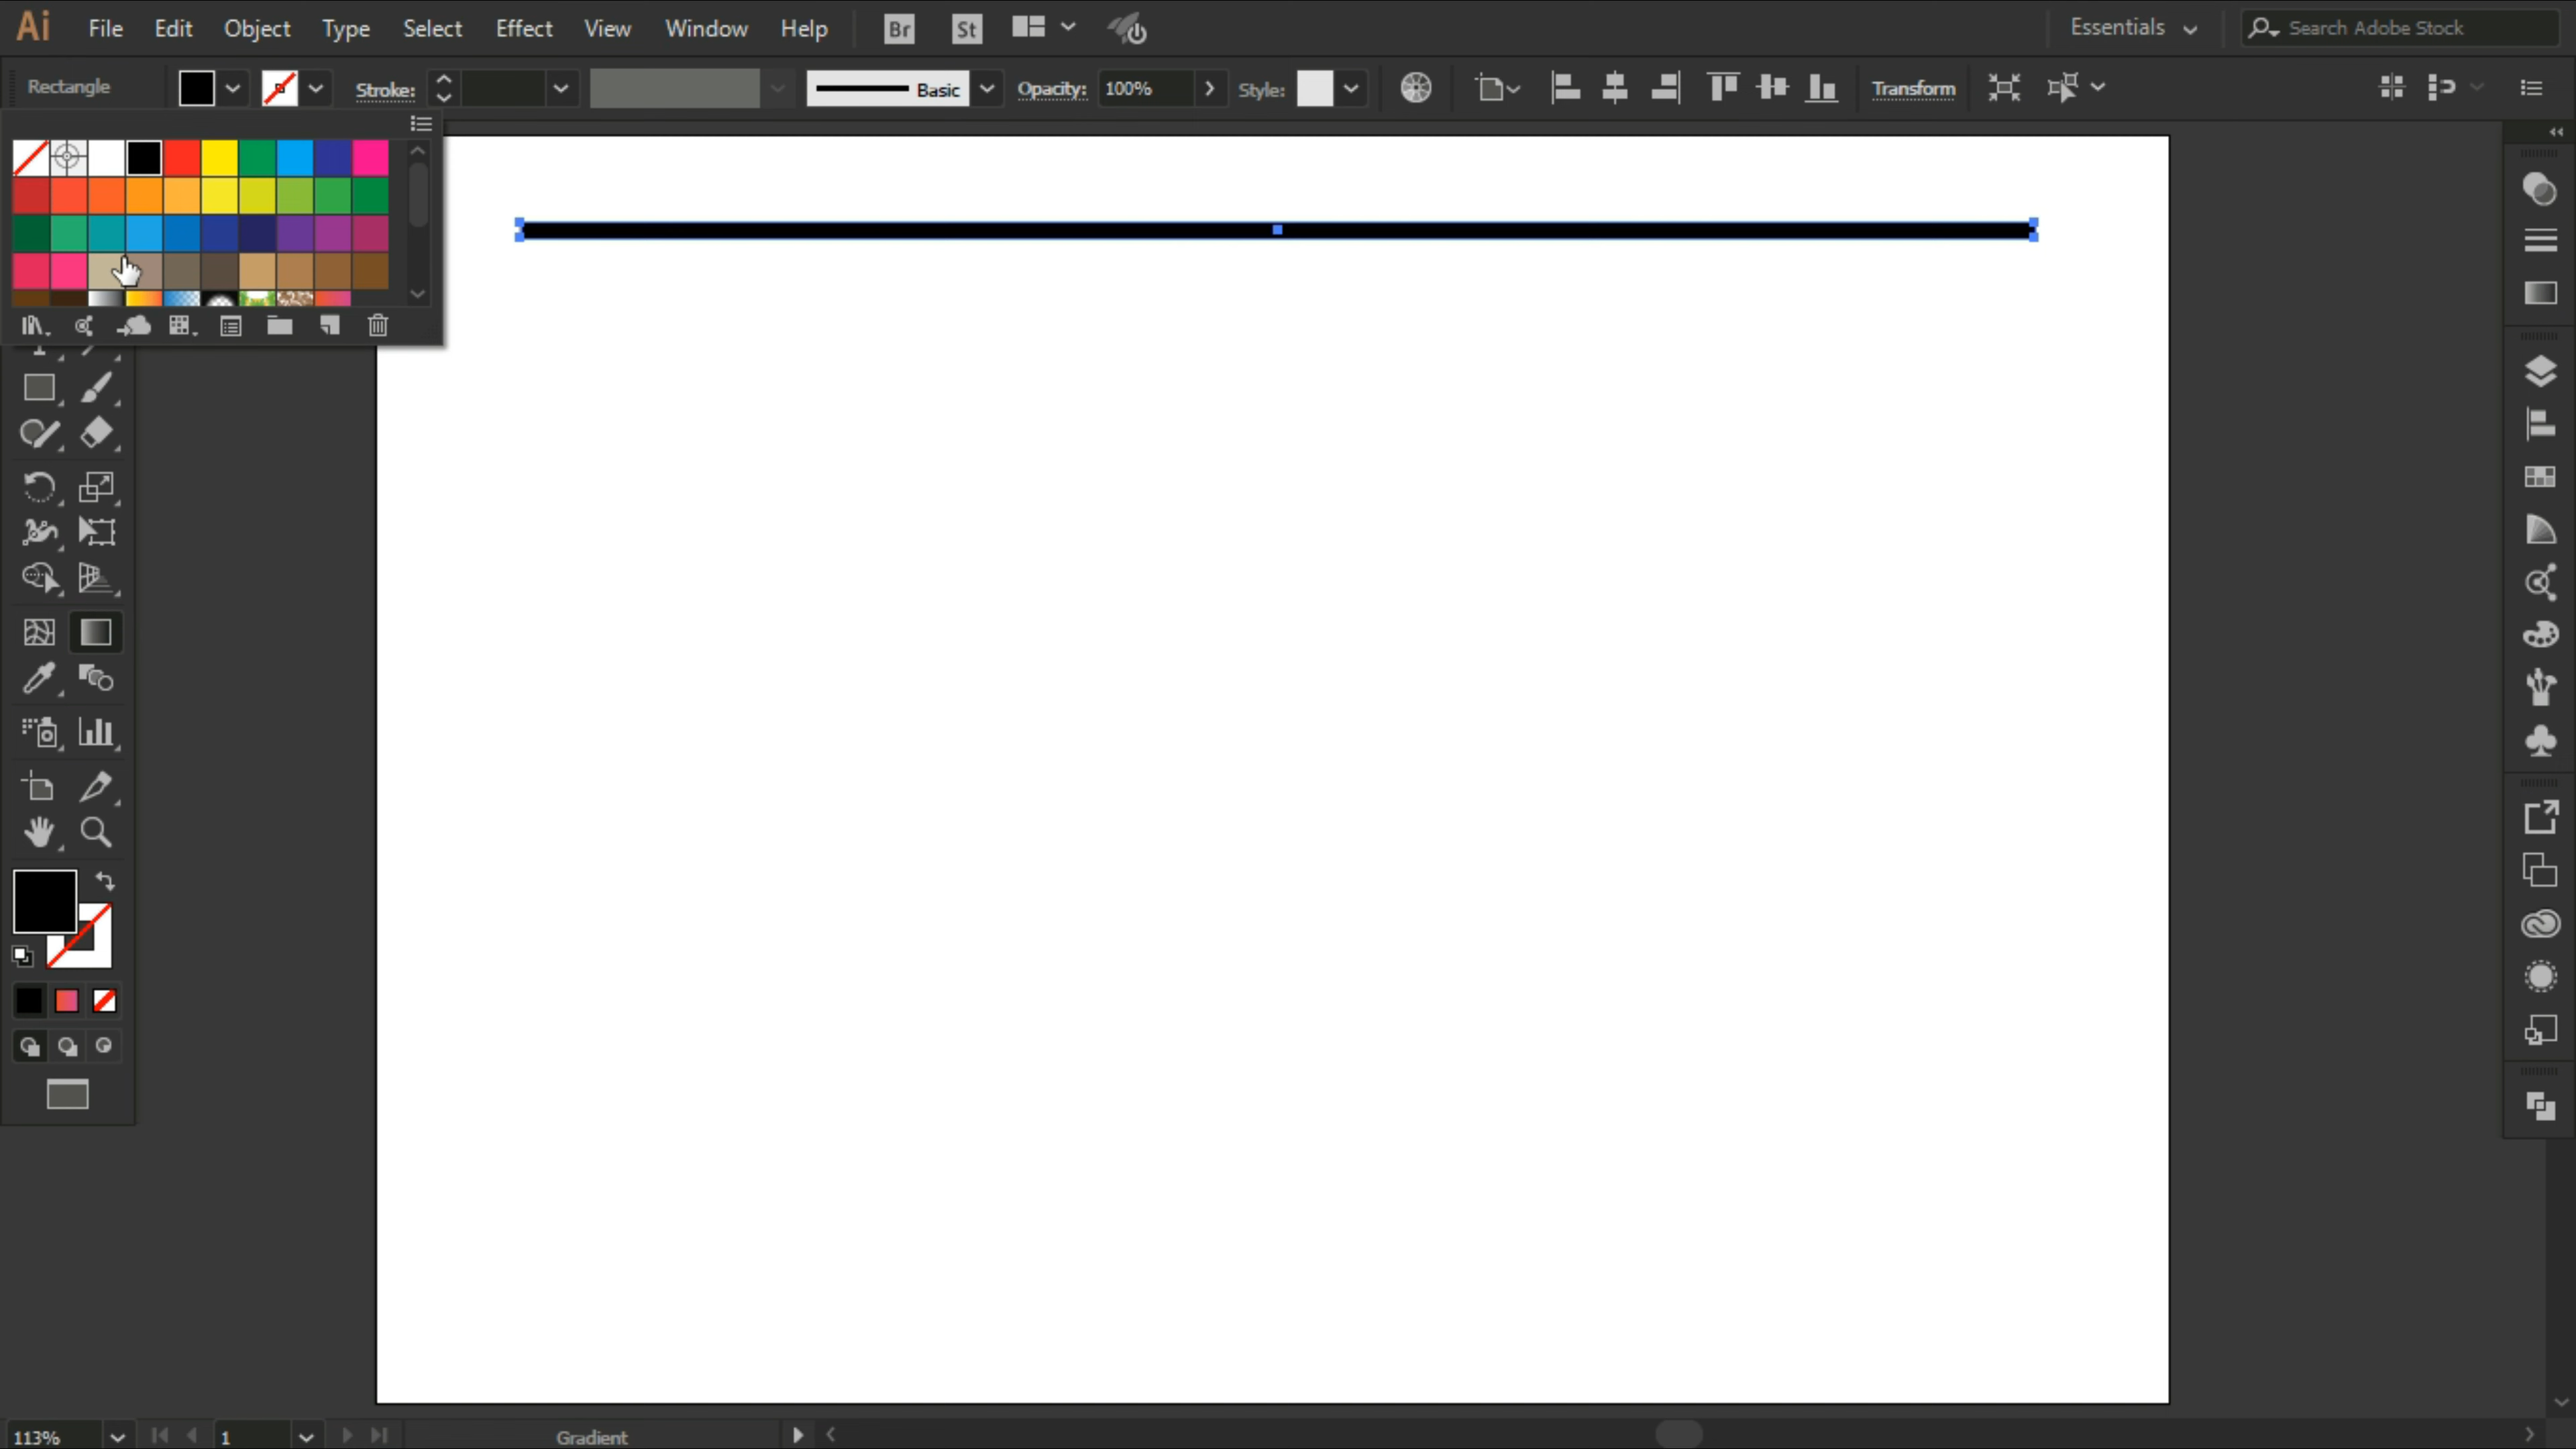 Ai File Edit Object Type Select Effect View Window Help Br St Essentials Search Adobe Stock
Rectangle Stroke: Basic Opacity: 100% Style: Transform
113% 1 Gradient